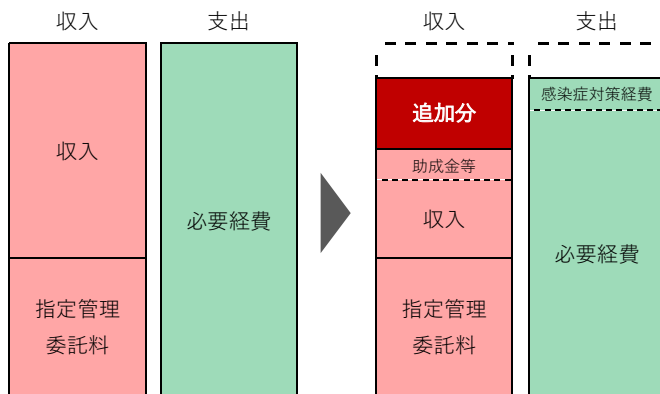 収入
支出
収入
指定管理
委託料
必要経費
収入
支出
追加分
助成金等
収入
指定管理
委託料
感染症対策経費
必要経費